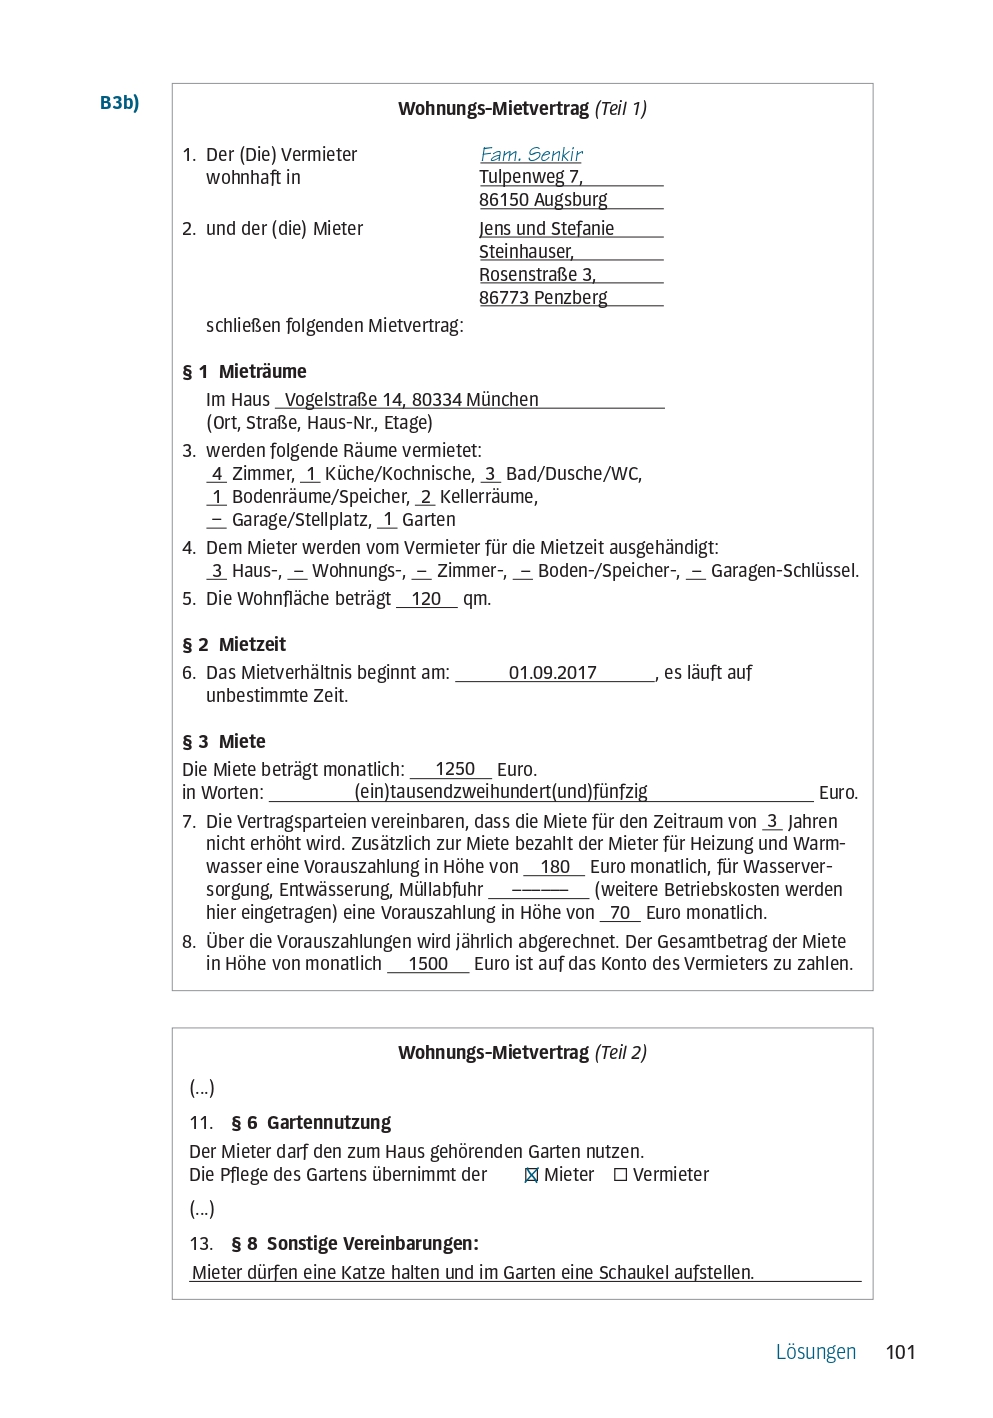 B3b)
Wohnungs-Mietvertrag (Teil 1)
1. Der (Die) Vermieter Fam. Senkir
wohnhaft in Tulpenweg 7,
86150 Augsburg
2. und der (die) Mieter Jens und Stefanie
Steinhauser,
Rosenstraße 3,
86773 Penzberg
schließen folgenden Mietvertrag:
§ 1 Mieträume
Im Haus Vogelstraße 14, 80334 München
(Ort, Straße, Haus-Nr., Etage)
3. werden folgende Räume vermietet:
4 Zimmer, 1 Küche/Kochnische, 3 Bad/Dusche/WC,
1 Bodenräume/Speicher, 2 Kellerräume,
– Garage/Stellplatz, 1 Garten
4. Dem Mieter werden vom Vermieter für die Mietzeit ausgehändigt:
3 Haus-, – Wohnungs-, – Zimmer-, – Boden-/Speicher-, – Garagen-Schlüssel.
5. Die Wohnfläche beträgt 120 qm.
§ 2 Mietzeit
6. Das Mietverhältnis beginnt am: 01.09.2017, es läuft auf
unbestimmte Zeit.
§ 3 Miete
Die Miete beträgt monatlich: 1250 Euro.
in Worten: (ein)tausendzweihundert(und)fünfzig Euro.
7. Die Vertragsparteien vereinbaren, dass die Miete für den Zeitraum von 3 Jahren
nicht erhöht wird. Zusätzlich zur Miete bezahlt der Mieter für Heizung und Warm-
wasser eine Vorauszahlung in Höhe von 180 Euro monatlich, für Wasserver-
sorgung, Entwässerung, Müllabfuhr –––––– (weitere Betriebskosten werden
hier eingetragen) eine Vorauszahlung in Höhe von 70 Euro monatlich.
8. Über die Vorauszahlungen wird jährlich abgerechnet. Der Gesamtbetrag der Miete
in Höhe von monatlich 1500 Euro ist auf das Konto des Vermieters zu zahlen.
Wohnungs-Mietvertrag (Teil 2)
(...)
11. § 6 Gartennutzung
Der Mieter darf den zum Haus gehörenden Garten nutzen.
Die Pflege des Gartens übernimmt der ☒ Mieter ☐ Vermieter
(...)
13. § 8 Sonstige Vereinbarungen:
Mieter dürfen eine Katze halten und im Garten eine Schaukel aufstellen.
Lösungen 101